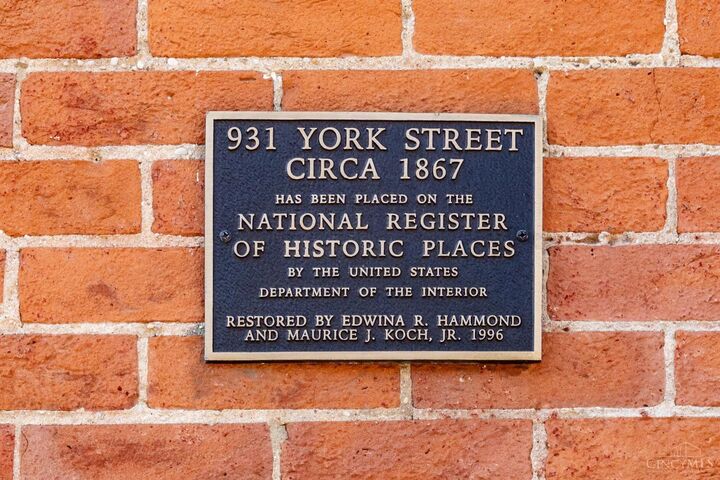 931 YORK STREET
CIRCA 1867
HAS BEEN PLACED ON THE
NATIONAL REGISTER
OF HISTORIC PLACES
BY THE UNITED STATES
DEPARTMENT OF THE INTERIOR
RESTORED BY EDWINA R. HAMMOND
AND MAURICE J. KOCH, JR. 1996
CINCYMLS